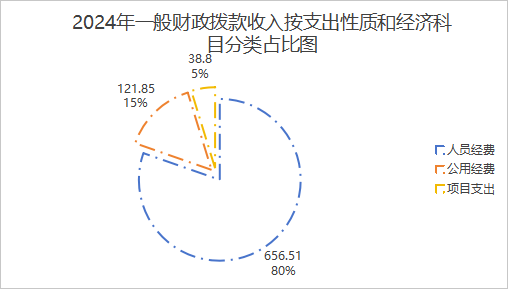 2024年一般财政拨款收入按支出性质和经济科
目分类占比图
38.8
5%
121.85
15%
人员经费
公用经费
项目支出
656.51
80%